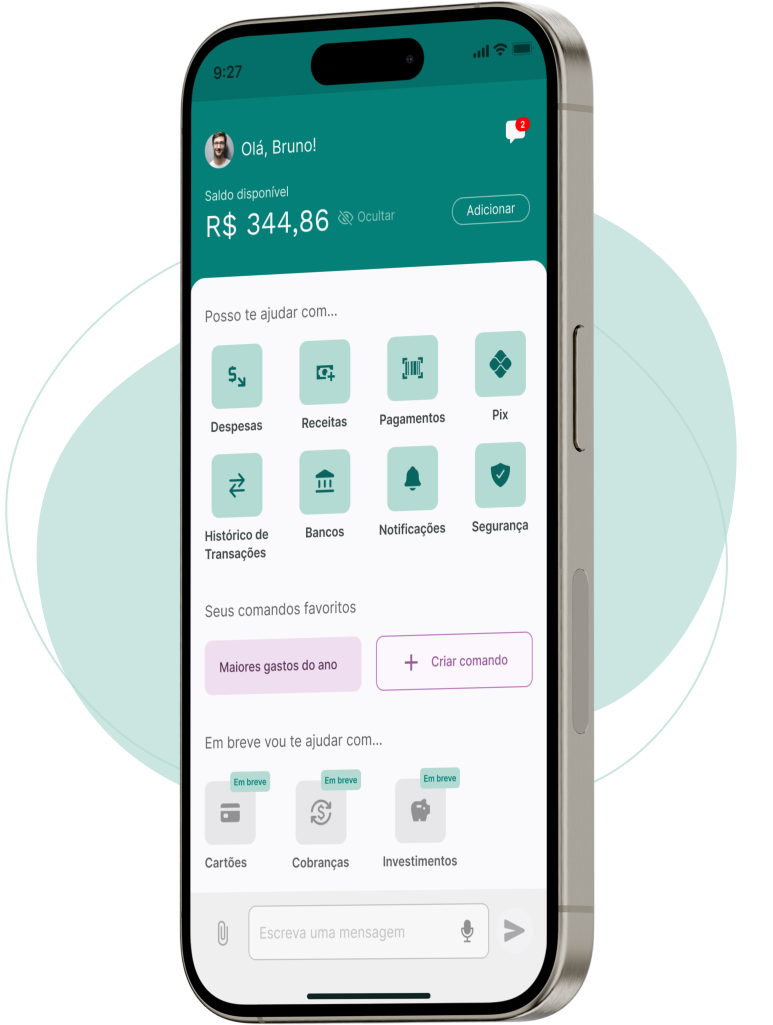 9:27
2
Olá, Bruno!
Saldo disponível
R$ 344,86 Ocultar
Adicionar
Posso te ajudar com...
Despesas Receitas Pagamentos Pix
Histórico de Transações Bancos Notificações Segurança
Seus comandos favoritos
Maiores gastos do ano + Criar comando
Em breve vou te ajudar com...
Em breve Em breve Em breve
Cartões Cobranças Investimentos
Escreva uma mensagem